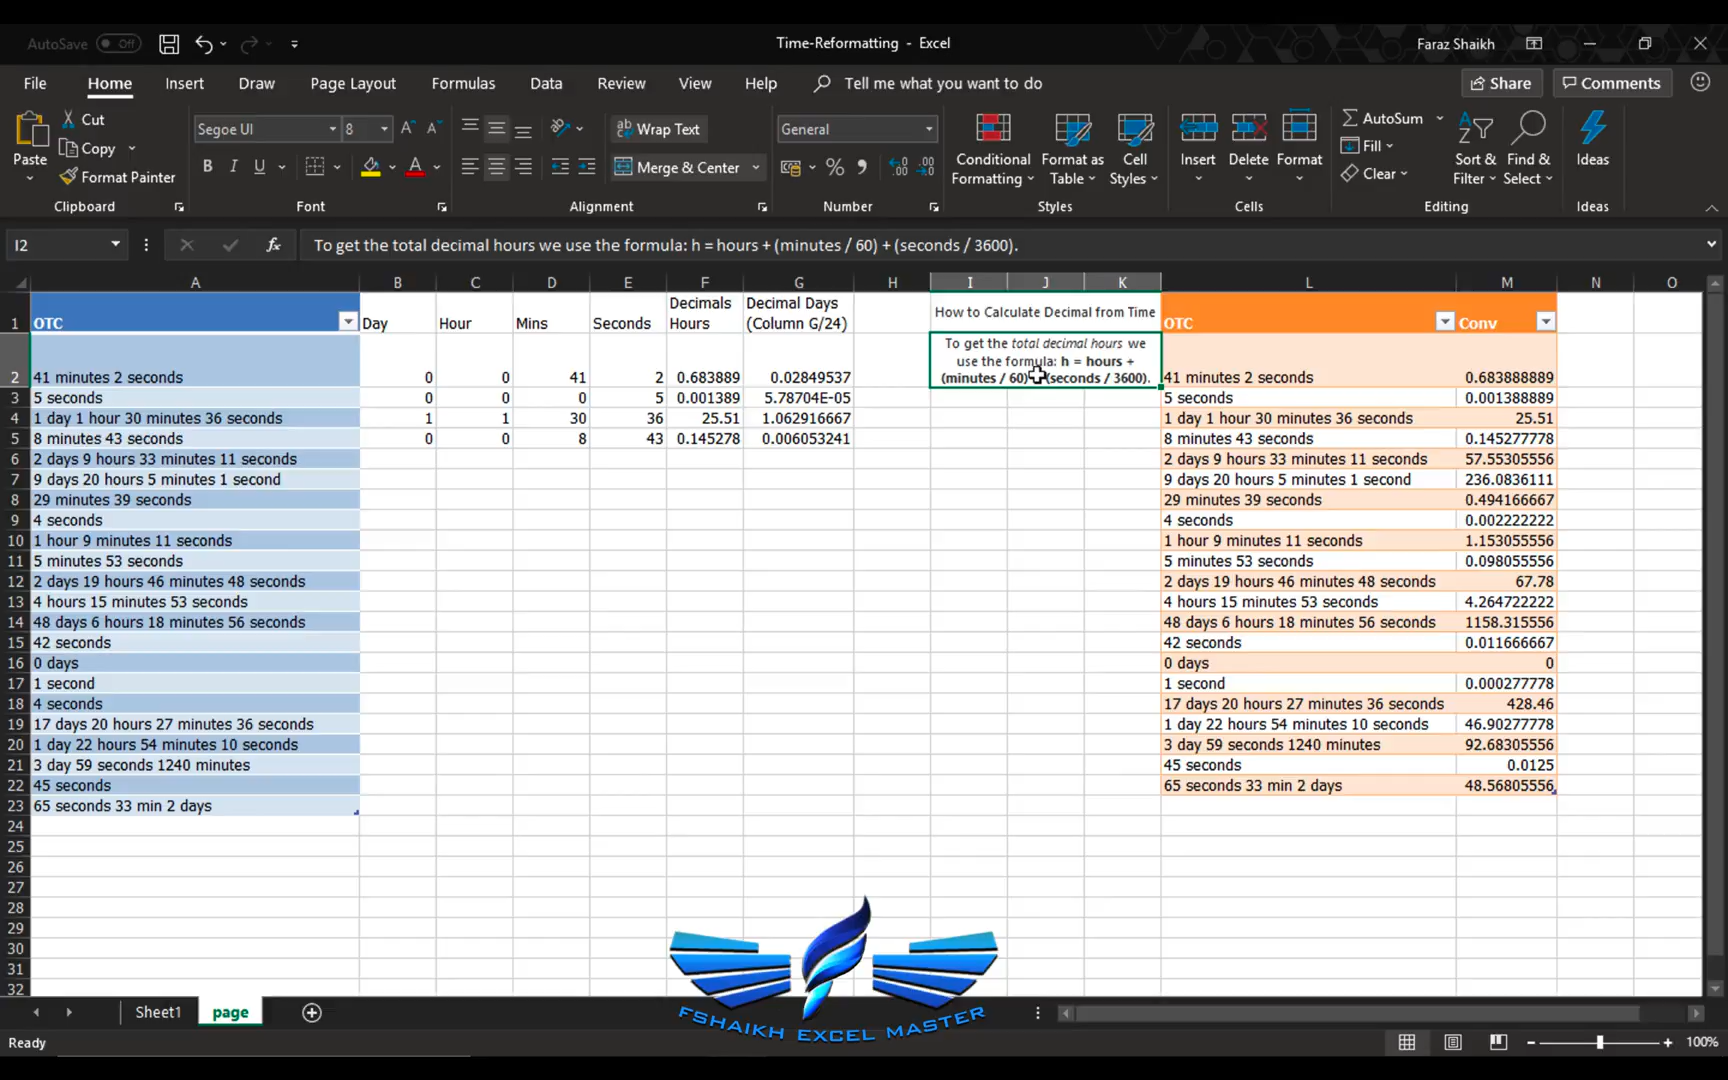 AutoSave Off Time-Reformatting - Excel Faraz Shaikh
File Home Insert Draw Page Layout Formulas Data Review View Help Tell me what you want to do Share Comments
Paste Cut Copy Format Painter Clipboard
Segoe UI 8 B I U A Font
ab Wrap Text Merge & Center Alignment
General % Number
Conditional Formatting Format as Table Cell Styles Styles
Insert Delete Format Cells
AutoSum Fill Clear Sort & Filter Find & Select Editing
Ideas Ideas
I2 fx To get the total decimal hours we use the formula: h = hours + (minutes / 60) + (seconds / 3600).
A B C D E F G H I J K L M N O
1 OTC Day Hour Mins Seconds Decimals Hours Decimal Days (Column G/24) How to Calculate Decimal from Time OTC Conv
To get the total decimal hours we
use the formula: h = hours +
(minutes / 60) (seconds / 3600).
2 41 minutes 2 seconds 0 0 41 2 0.683889 0.02849537 41 minutes 2 seconds 0.683888889
3 5 seconds 0 0 0 5 0.001389 5.78704E-05 5 seconds 0.001388889
4 1 day 1 hour 30 minutes 36 seconds 1 1 30 36 25.51 1.062916667 1 day 1 hour 30 minutes 36 seconds 25.51
5 8 minutes 43 seconds 0 0 8 43 0.145278 0.006053241 8 minutes 43 seconds 0.145277778
6 2 days 9 hours 33 minutes 11 seconds 2 days 9 hours 33 minutes 11 seconds 57.55305556
7 9 days 20 hours 5 minutes 1 second 9 days 20 hours 5 minutes 1 second 236.0836111
8 29 minutes 39 seconds 29 minutes 39 seconds 0.494166667
9 4 seconds 4 seconds 0.002222222
10 1 hour 9 minutes 11 seconds 1 hour 9 minutes 11 seconds 1.153055556
11 5 minutes 53 seconds 5 minutes 53 seconds 0.098055556
12 2 days 19 hours 46 minutes 48 seconds 2 days 19 hours 46 minutes 48 seconds 67.78
13 4 hours 15 minutes 53 seconds 4 hours 15 minutes 53 seconds 4.264722222
14 48 days 6 hours 18 minutes 56 seconds 48 days 6 hours 18 minutes 56 seconds 1158.315556
15 42 seconds 42 seconds 0.011666667
16 0 days 0 days 0
17 1 second 1 second 0.000277778
18 4 seconds 17 days 20 hours 27 minutes 36 seconds 428.46
19 17 days 20 hours 27 minutes 36 seconds 1 day 22 hours 54 minutes 10 seconds 46.90277778
20 1 day 22 hours 54 minutes 10 seconds 3 day 59 seconds 1240 minutes 92.68305556
21 3 day 59 seconds 1240 minutes 45 seconds 0.0125
22 45 seconds 65 seconds 33 min 2 days 48.56805556
23 65 seconds 33 min 2 days
24
25
26
27
28
29
30
31
32
FSHAIKH EXCEL MASTER
Sheet1 page
Ready 100%